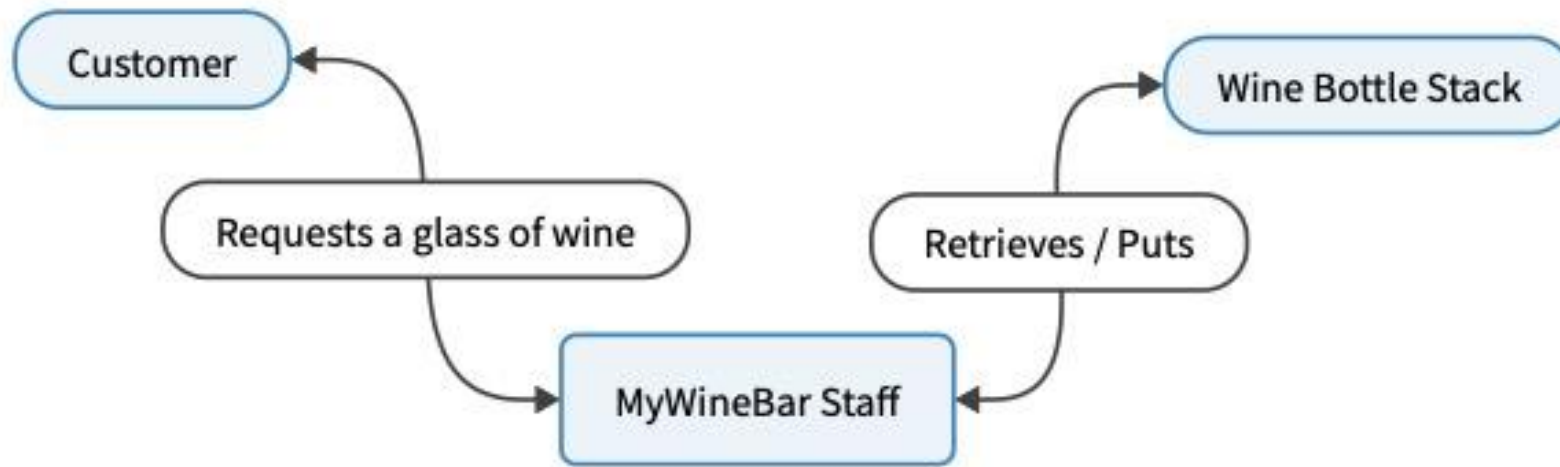 Customer
Wine Bottle Stack
Requests a glass of wine
Retrieves / Puts
MyWineBar Staff